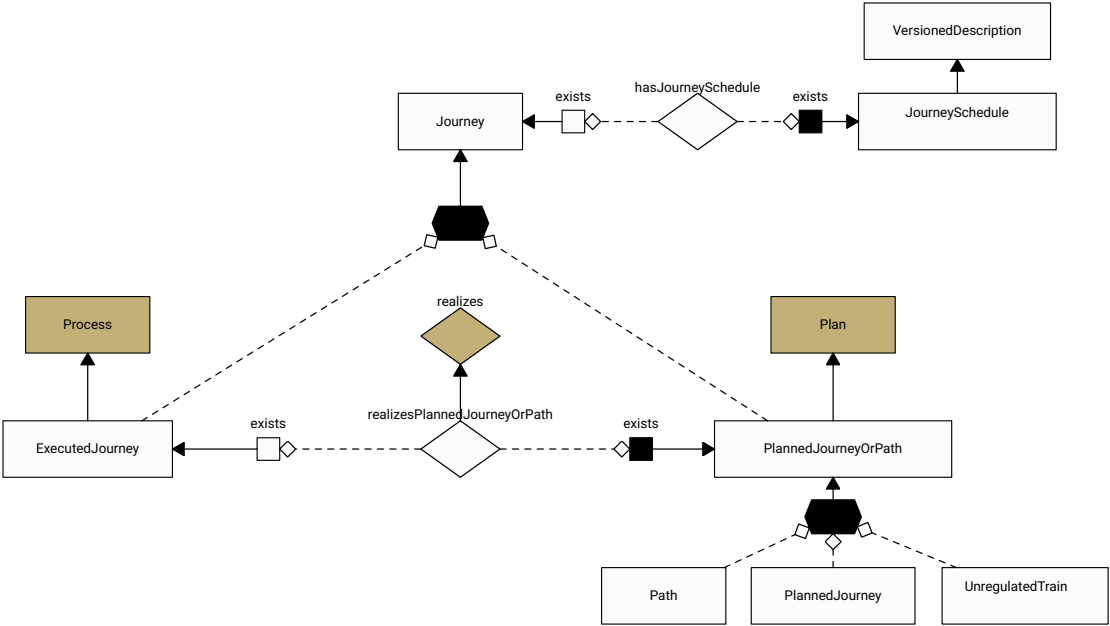 VersionedDescription
hasJourneySchedule
exists
exists
Journey
JourneySchedule
realizes
Process
Plan
realizesPlannedJourneyOrPath
exists
exists
ExecutedJourney
PlannedJourneyOrPath
Path
PlannedJourney
UnregulatedTrain